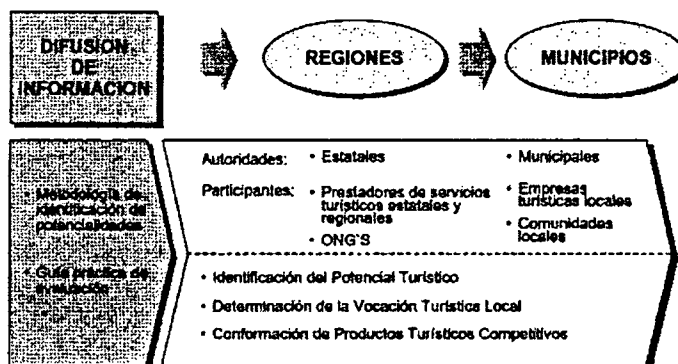 DIFUSION
DE
INFORMACION
REGIONES
MUNICIPIOS
• Metodología de
identificación de
potencialidades
• Guía práctica de
evaluación
Autoridades:
• Estatales
• Municipales
Participantes:
• Prestadores de servicios
turísticos estatales y
regionales
• ONG'S
• Empresas
turísticas locales
• Comunidades
locales
• Identificación del Potencial Turístico
• Determinación de la Vocación Turística Local
• Conformación de Productos Turísticos Competitivos